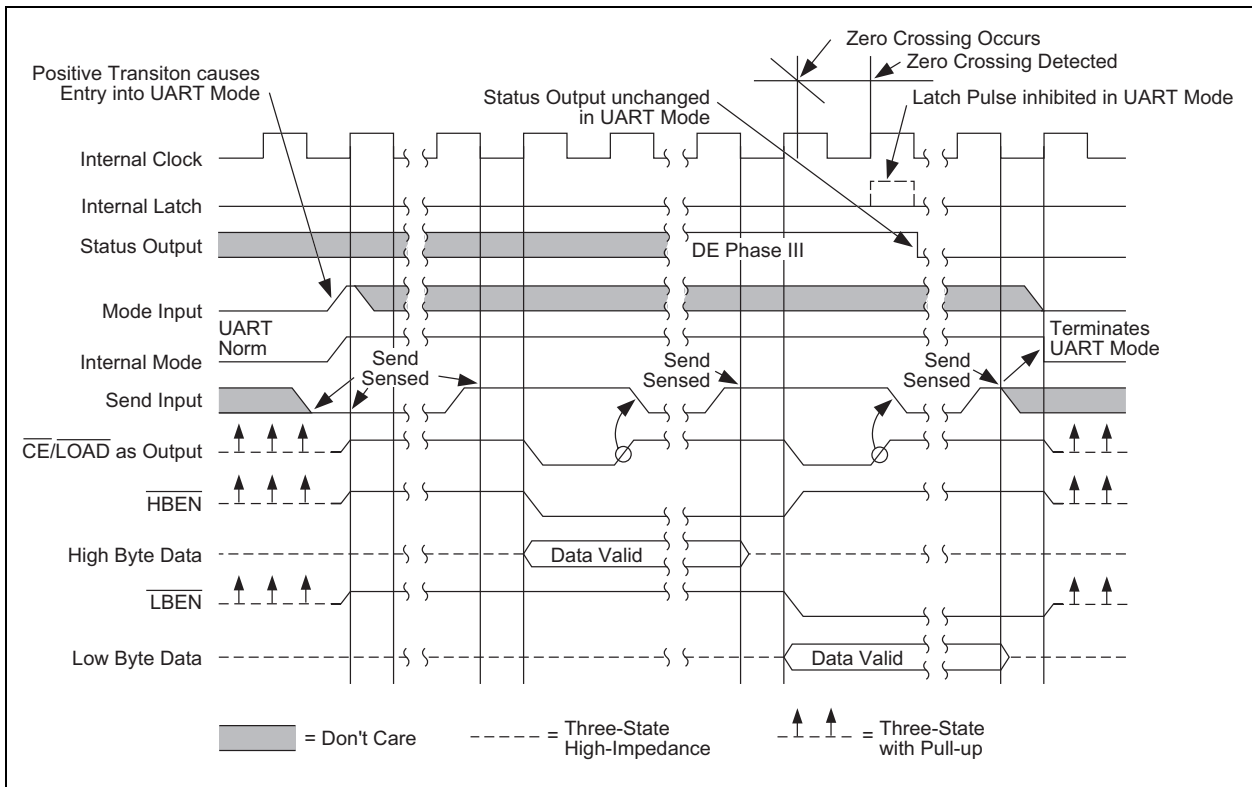 Zero Crossing Occurs
Zero Crossing Detected
Positive Transiton causes
Entry into UART Mode
Status Output unchanged
in UART Mode
Latch Pulse inhibited in UART Mode
Internal Clock
Internal Latch
Status Output
DE Phase III
Mode Input
UART
Norm
Internal Mode
Terminates
UART Mode
Send
Sensed
Send
Sensed
Send
Sensed
Send Input
CE/LOAD as Output
HBEN
High Byte Data
Data Valid
LBEN
Low Byte Data
Data Valid
= Don't Care
= Three-State
High-Impedance
= Three-State
with Pull-up